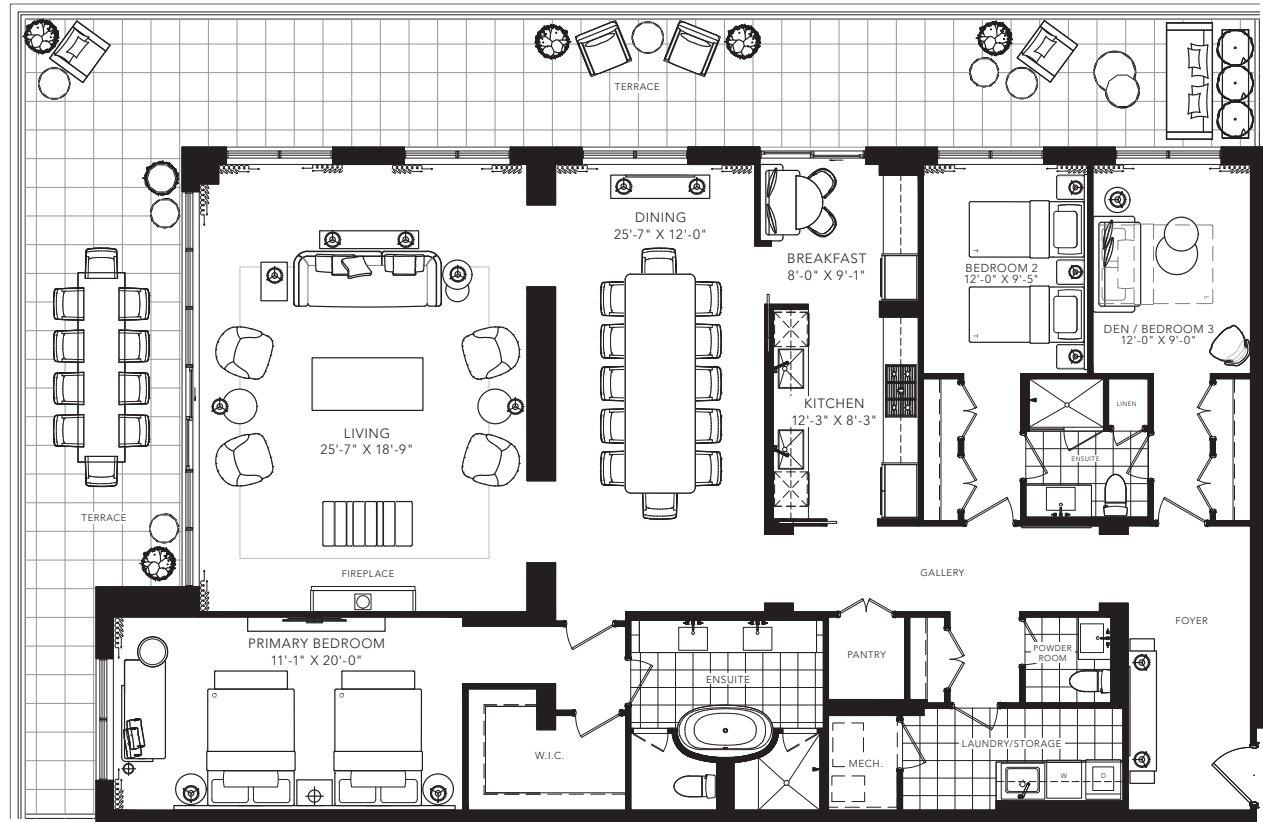 TERRACE
DINING
25'-7" X 12'-0"
BREAKFAST
8'-0" X 9'-1"
BEDROOM 2
12'-0" X 9'-5"
DEN / BEDROOM 3
12'-0" X 9'-0"
KITCHEN
12'-3" X 8'-3"
LINEN
LIVING
25'-7" X 18'-9"
ENSUITE
TERRACE
FIREPLACE
GALLERY
FOYER
PRIMARY BEDROOM
11'-1" X 20'-0"
PANTRY
POWDER
ROOM
ENSUITE
W.I.C.
MECH.
LAUNDRY/STORAGE
W
D